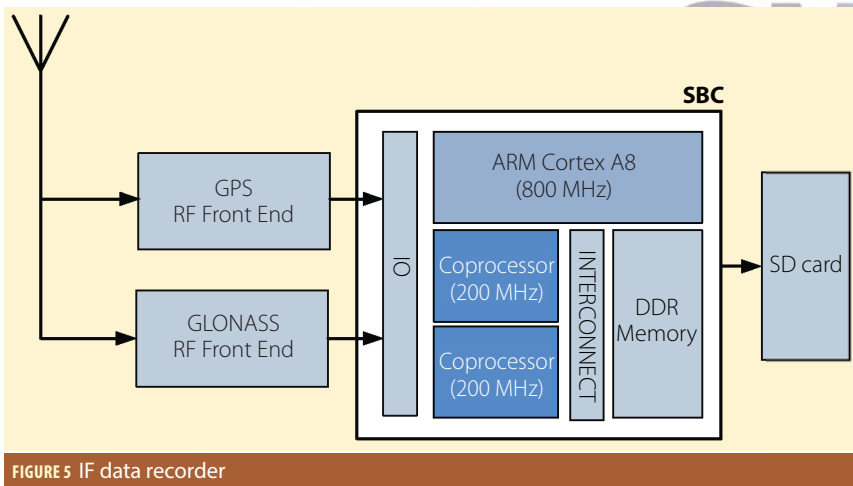 SBC
GPS
RF Front End
GLONASS
RF Front End
IO
ARM Cortex A8
(800 MHz)
Coprocessor
(200 MHz)
Coprocessor
(200 MHz)
INTERCONNECT
DDR
Memory
SD card
FIGURE 5 IF data recorder